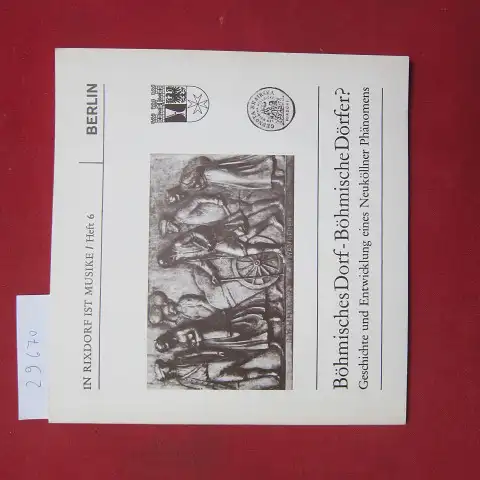 IN RIXDORF IST MUSIKE / Heft 6
BERLIN
Böhmisches Dorf - Böhmische Dörfer?
Geschichte und Entwicklung eines Neuköllner Phänomens
29670